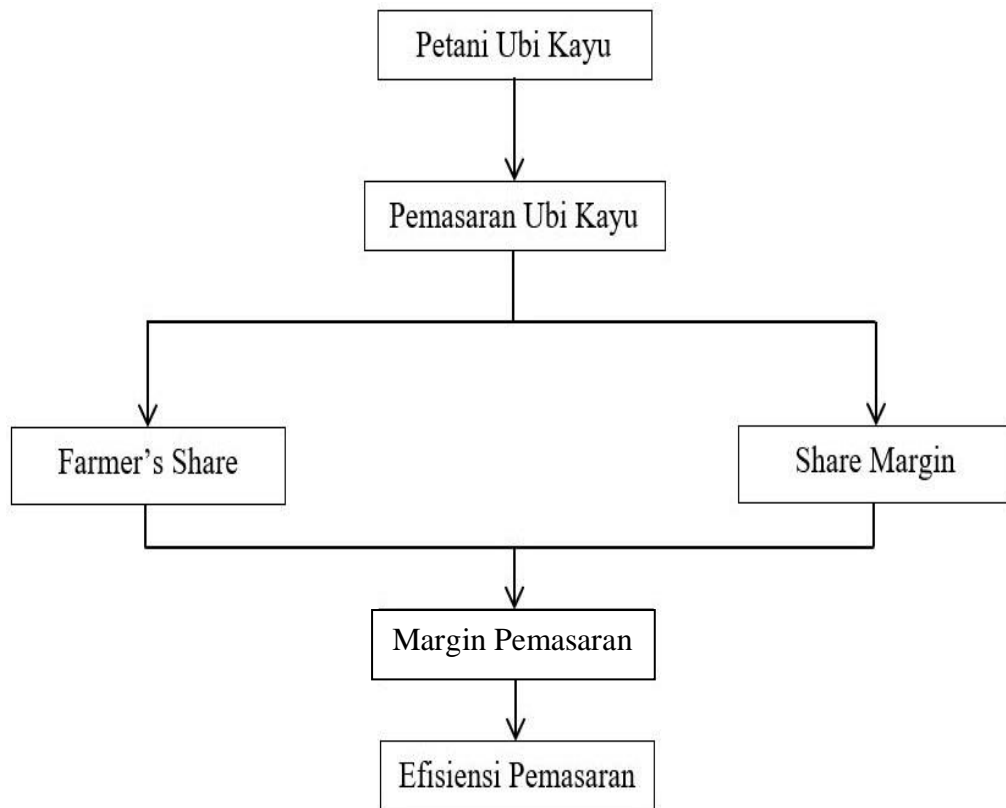 Petani Ubi Kayu
Pemasaran Ubi Kayu
Farmer’s Share
Share Margin
Margin Pemasaran
Efisiensi Pemasaran